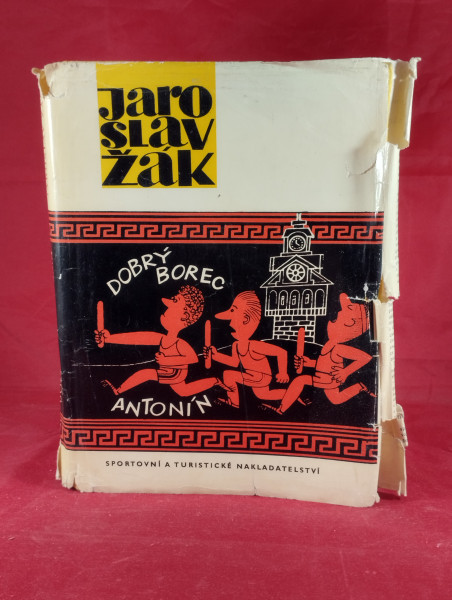 Jaro
slav
Žák
DOBRÝ
BOREC
ANTONÍN
SPORTOVNÍ A TURISTICKÉ NAKLADATELSTVÍ